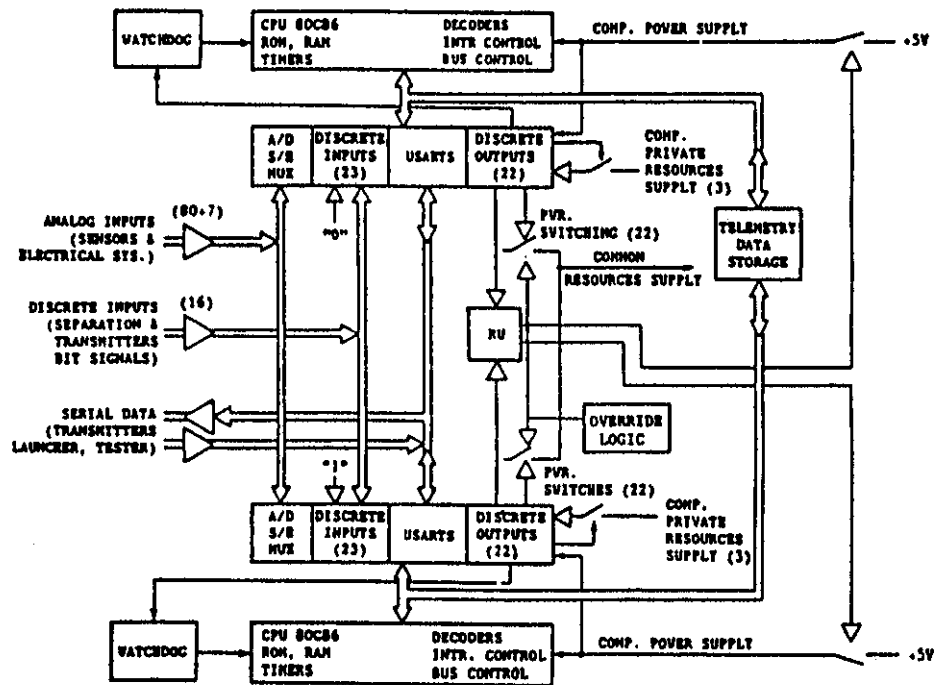 WATCHDOG
CPU 80C86
ROM, RAM
TIMERS
DECODERS
INTR CONTROL
BUS CONTROL
COMP. POWER SUPPLY
+5V
A/D
S/H
MUX
DISCRETE
INPUTS
(23)
USARTS
DISCRETE
OUTPUTS
(22)
COMP.
PRIVATE
RESOURCES
SUPPLY (3)
ANALOG INPUTS
(SENSORS &
ELECTRICAL SYS.)
(80+7)
"0"
PWR.
SWITCHING (22)
COMMON
RESOURCES SUPPLY
TELEMETRY
DATA
STORAGE
DISCRETE INPUTS
(SEPARATION &
TRANSMITTERS
BIT SIGNALS)
(16)
RU
SERIAL DATA
(TRANSMITTERS
LAUNCHER, TESTER)
OVERRIDE
LOGIC
"1"
PWR.
SWITCHES (22)
A/D
S/H
MUX
DISCRETE
INPUTS
(23)
USARTS
DISCRETE
OUTPUTS
(22)
COMP.
PRIVATE
RESOURCES
SUPPLY (3)
WATCHDOG
CPU 80C86
ROM, RAM
TIMERS
DECODERS
INTR. CONTROL
BUS CONTROL
COMP. POWER SUPPLY
+5V